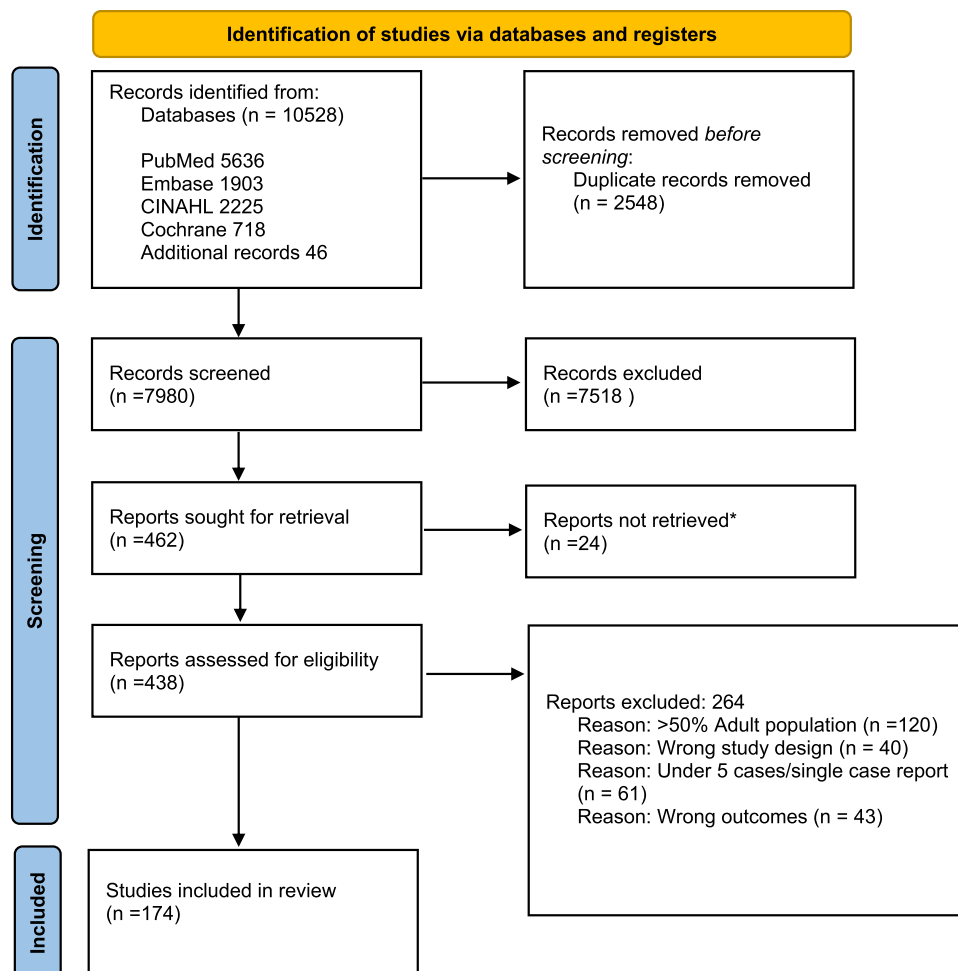 Identification of studies via databases and registers
Identification
Records identified from:
Databases (n = 10528)
PubMed 5636
Embase 1903
CINAHL 2225
Cochrane 718
Additional records 46
Records removed before
screening:
Duplicate records removed
(n = 2548)
Screening
Records screened
(n =7980)
Records excluded
(n =7518 )
Reports sought for retrieval
(n =462)
Reports not retrieved*
(n =24)
Reports assessed for eligibility
(n =438)
Reports excluded: 264
Reason: >50% Adult population (n =120)
Reason: Wrong study design (n = 40)
Reason: Under 5 cases/single case report
(n = 61)
Reason: Wrong outcomes (n = 43)
Included
Studies included in review
(n =174)